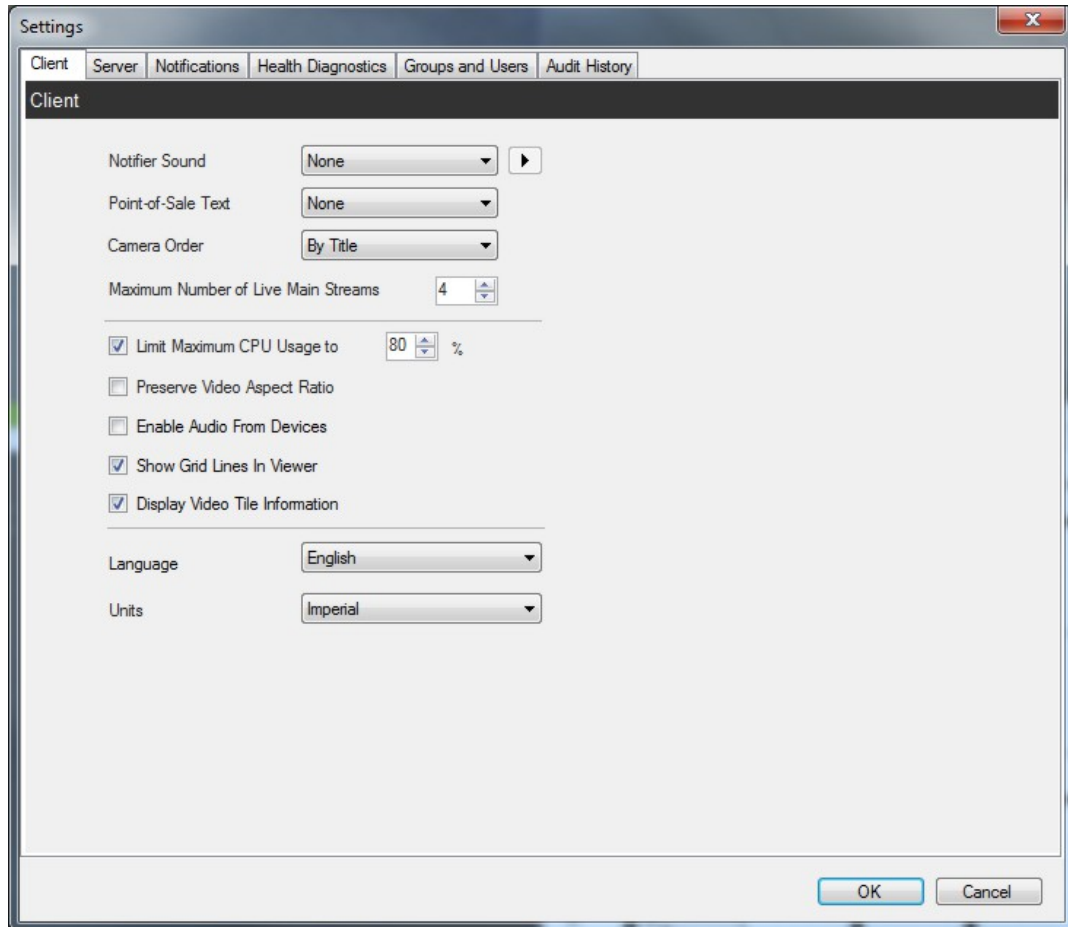 Settings
Client Server Notifications Health Diagnostics Groups and Users Audit History
Client
Notifier Sound None
Point-of-Sale Text None
Camera Order By Title
Maximum Number of Live Main Streams 4
Limit Maximum CPU Usage to 80 %
Preserve Video Aspect Ratio
Enable Audio From Devices
Show Grid Lines In Viewer
Display Video Tile Information
Language English
Units Imperial
OK Cancel